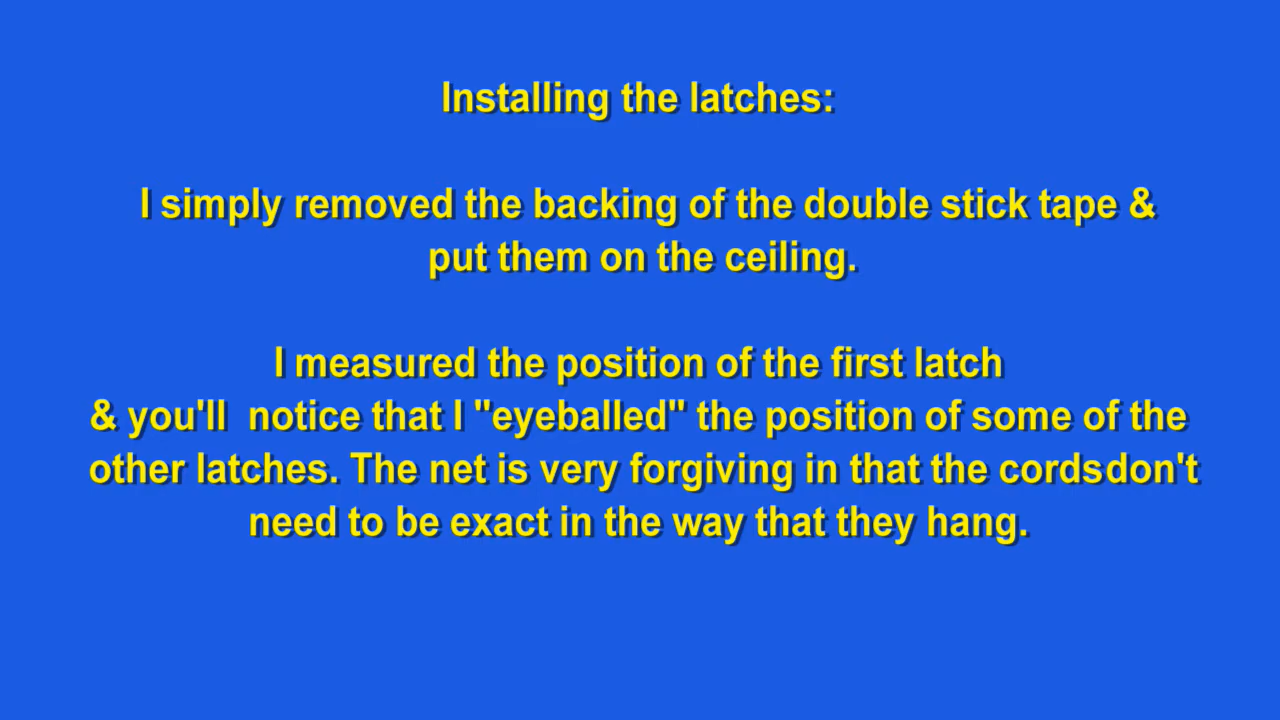 Installing the latches:
I simply removed the backing of the double stick tape &
put them on the ceiling.
I measured the position of the first latch
& you'll  notice that I "eyeballed" the position of some of the
other latches. The net is very forgiving in that the cordsdon't
need to be exact in the way that they hang.